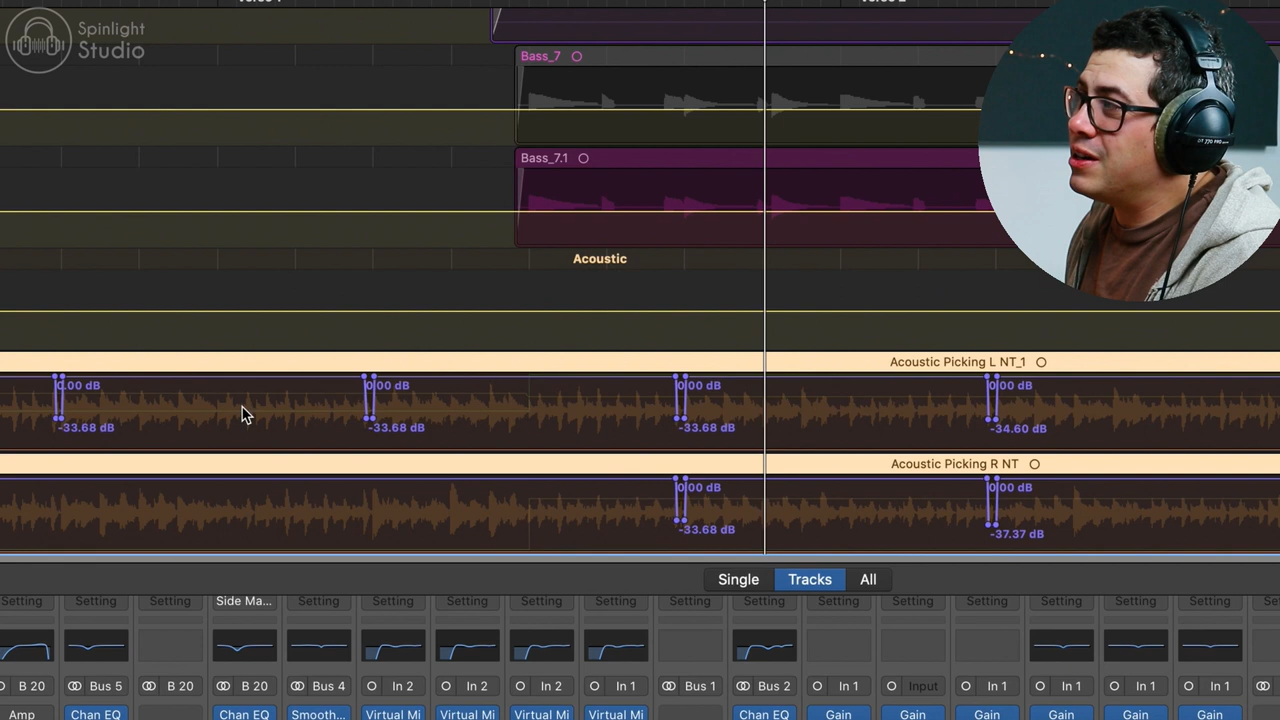 Spinlight
Studio
Bass_7
Bass_7.1
Acoustic
Acoustic Picking L NT_1
0.00 dB 0.00 dB 0.00 dB 0.00 dB
-33.68 dB -33.68 dB -33.68 dB -34.60 dB
Acoustic Picking R NT
0.00 dB 0.00 dB
-33.68 dB -37.37 dB
Single Tracks All
Setting Setting Setting Side Ma... Setting Setting Setting Setting Setting Setting Setting Setting Setting Setting Setting Setting Setting
B 20 Bus 5 B 20 B 20 Bus 4 In 2 In 2 In 2 In 1 Bus 1 Bus 2 In 1 Input In 1 In 1 In 1 In 1
Amp Chan EQ Chan EQ Smooth... Virtual Mi Virtual Mi Virtual Mi Virtual Mi Chan EQ Gain Gain Gain Gain Gain Gain